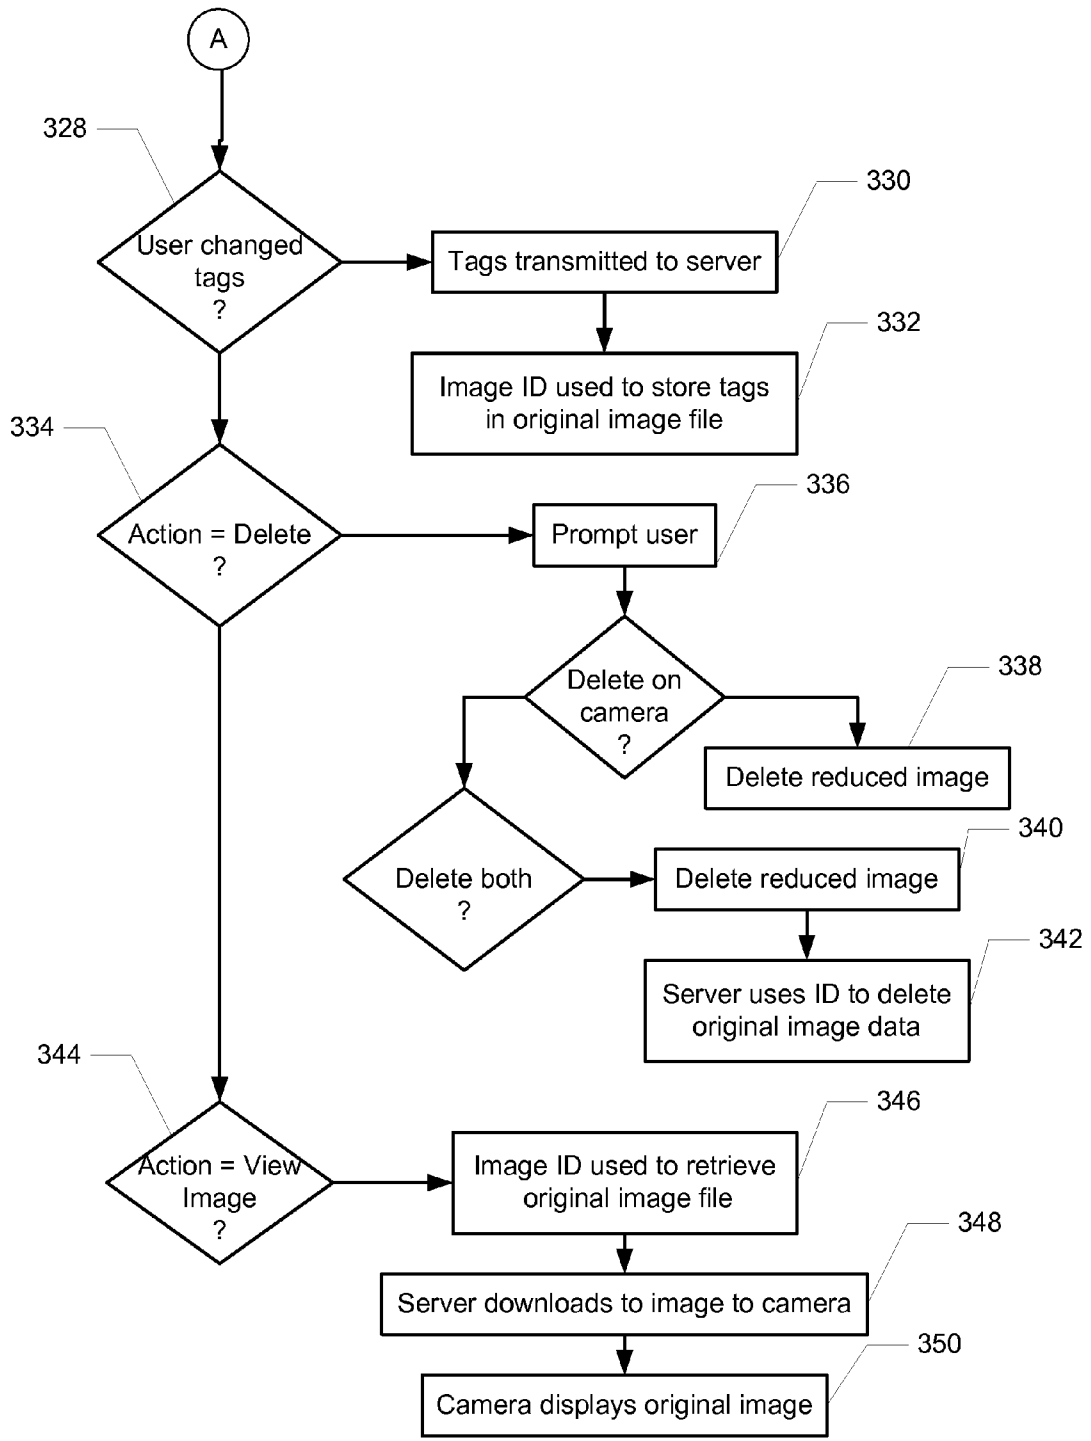 A
328
User changed
tags
?
330
Tags transmitted to server
332
Image ID used to store tags
in original image file
334
Action = Delete
?
336
Prompt user
Delete on
camera
?
338
Delete reduced image
Delete both
?
340
Delete reduced image
342
Server uses ID to delete
original image data
344
Action = View
Image
?
346
Image ID used to retrieve
original image file
348
Server downloads to image to camera
350
Camera displays original image